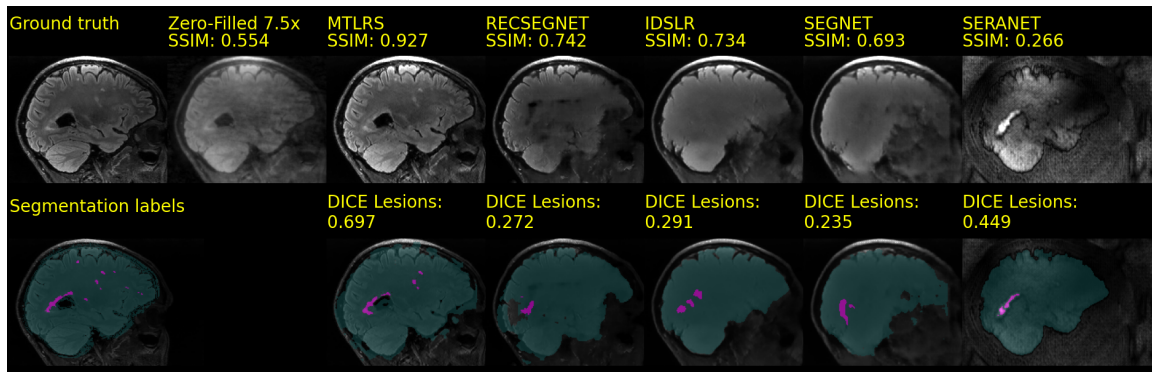 Ground truth
Zero-Filled 7.5x
SSIM: 0.554
MTLRS
SSIM: 0.927
RECSEGNET
SSIM: 0.742
IDSLR
SSIM: 0.734
SEGNET
SSIM: 0.693
SERANET
SSIM: 0.266
Segmentation labels
DICE Lesions:
0.697
DICE Lesions:
0.272
DICE Lesions:
0.291
DICE Lesions:
0.235
DICE Lesions:
0.449